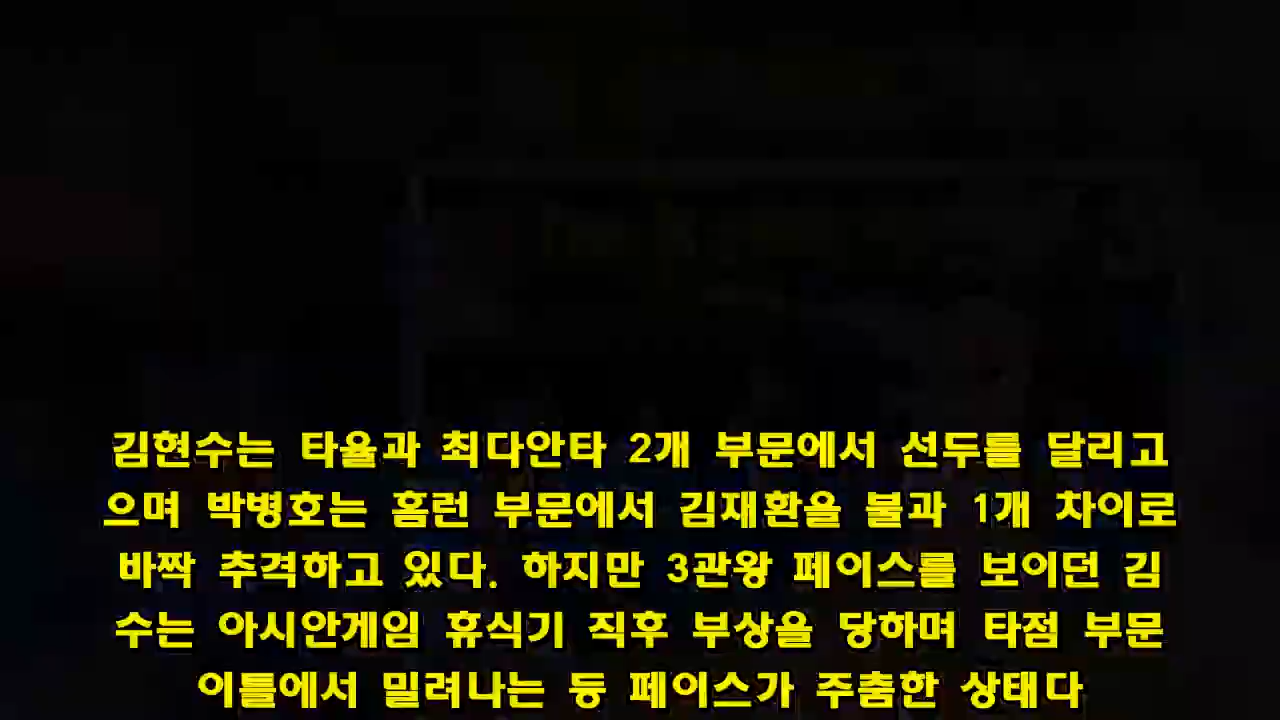 김현수는 타율과 최다안타 2개 부문에서 선두를 달리고
으며 박병호는 홈런 부문에서 김재환을 불과 1개 차이로
바짝 추격하고 있다. 하지만 3관왕 페이스를 보이던 김
수는 아시안게임 휴식기 직후 부상을 당하며 타점 부문
이틀에서 밀려나는 등 페이스가 주춤한 상태다